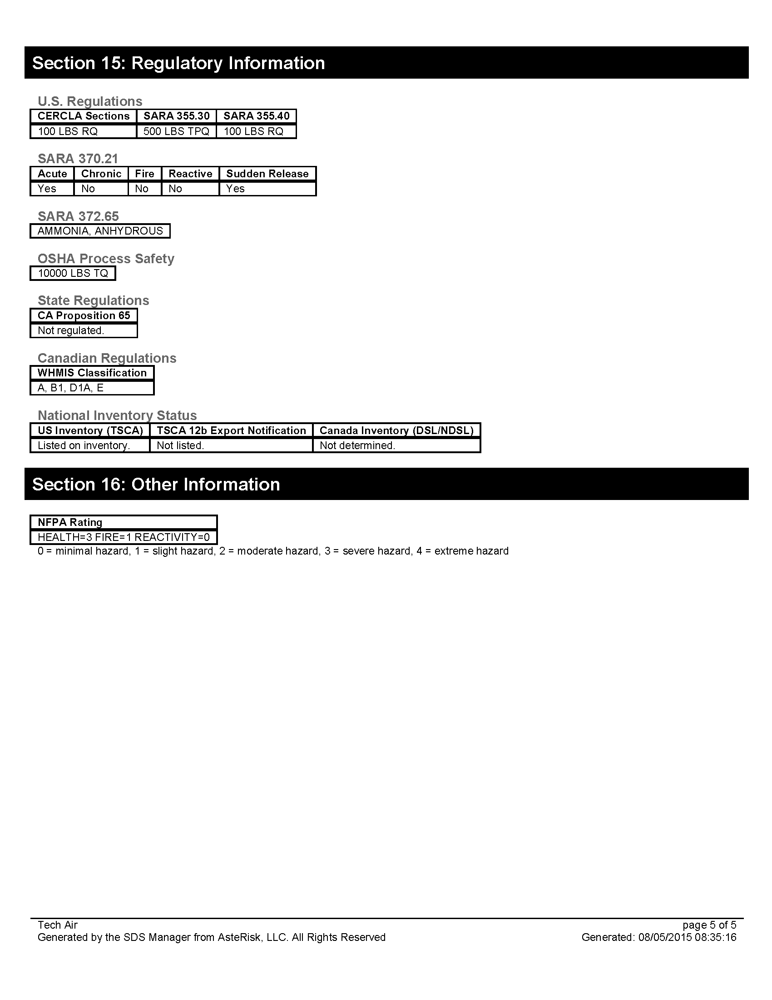 Section 15: Regulatory Information
U.S. Regulations
CERCLA Sections SARA 355.30 SARA 355.40
100 LBS RQ 500 LBS TPQ 100 LBS RQ
SARA 370.21
Acute Chronic Fire Reactive Sudden Release
Yes No No No Yes
SARA 372.65
AMMONIA, ANHYDROUS
OSHA Process Safety
10000 LBS TQ
State Regulations
CA Proposition 65
Not regulated.
Canadian Regulations
WHMIS Classification
A, B1, D1A, E
National Inventory Status
US Inventory (TSCA) TSCA 12b Export Notification Canada Inventory (DSL/NDSL)
Listed on inventory. Not listed. Not determined.
Section 16: Other Information
NFPA Rating
HEALTH=3 FIRE=1 REACTIVITY=0
0 = minimal hazard, 1 = slight hazard, 2 = moderate hazard, 3 = severe hazard, 4 = extreme hazard
Tech Air page 5 of 5
Generated by the SDS Manager from AsteRisk, LLC. All Rights Reserved Generated: 08/05/2015 08:35:16